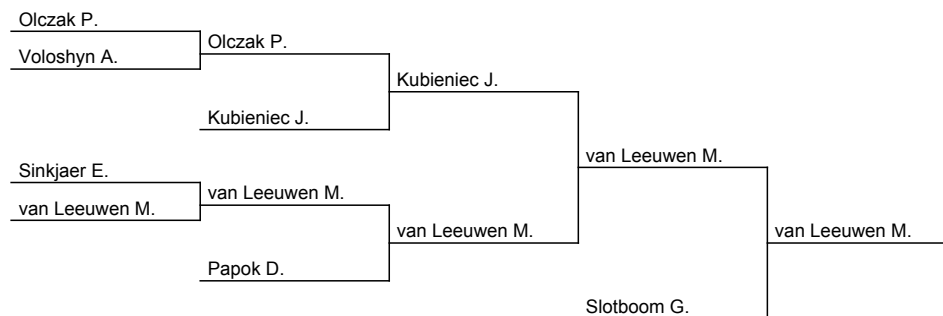 Olczak P.
Voloshyn A.
Olczak P.
Kubieniec J.
Kubieniec J.
Sinkjaer E.
van Leeuwen M.
van Leeuwen M.
Papok D.
van Leeuwen M.
van Leeuwen M.
Slotboom G.
van Leeuwen M.